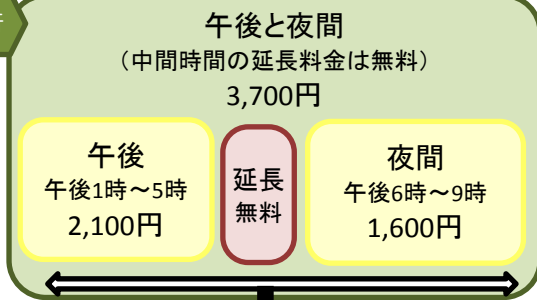 午後と夜間
（中間時間の延長料金は無料）
3,700円
午後
午後1時～5時
2,100円
延長
無料
夜間
午後6時～9時
1,600円